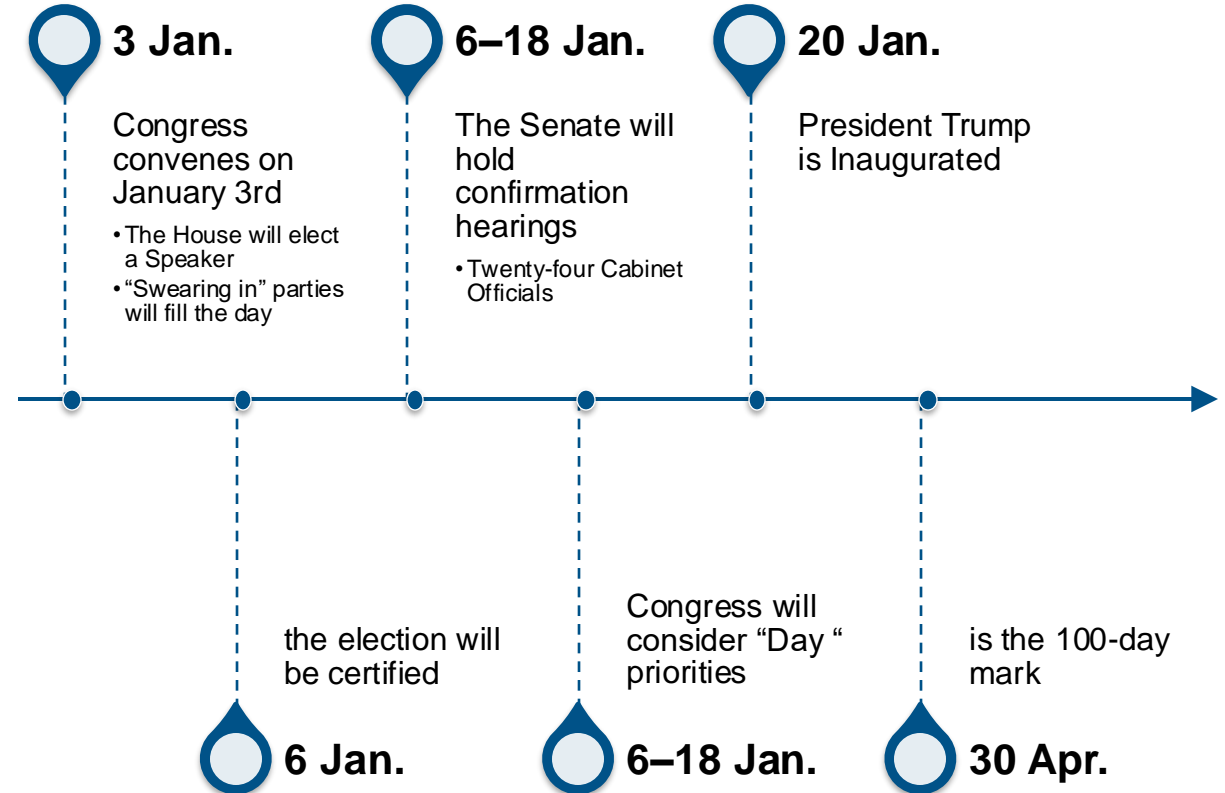 3 Jan.
Congress
convenes on
January 3rd
• The House will elect
a Speaker
• “Swearing in” parties
will fill the day
6 Jan.
the election will
be certified
6–18 Jan.
The Senate will
hold
confirmation
hearings
• Twenty-four Cabinet
Officials
6–18 Jan.
Congress will
consider “Day “
priorities
20 Jan.
President Trump
is Inaugurated
30 Apr.
is the 100-day
mark